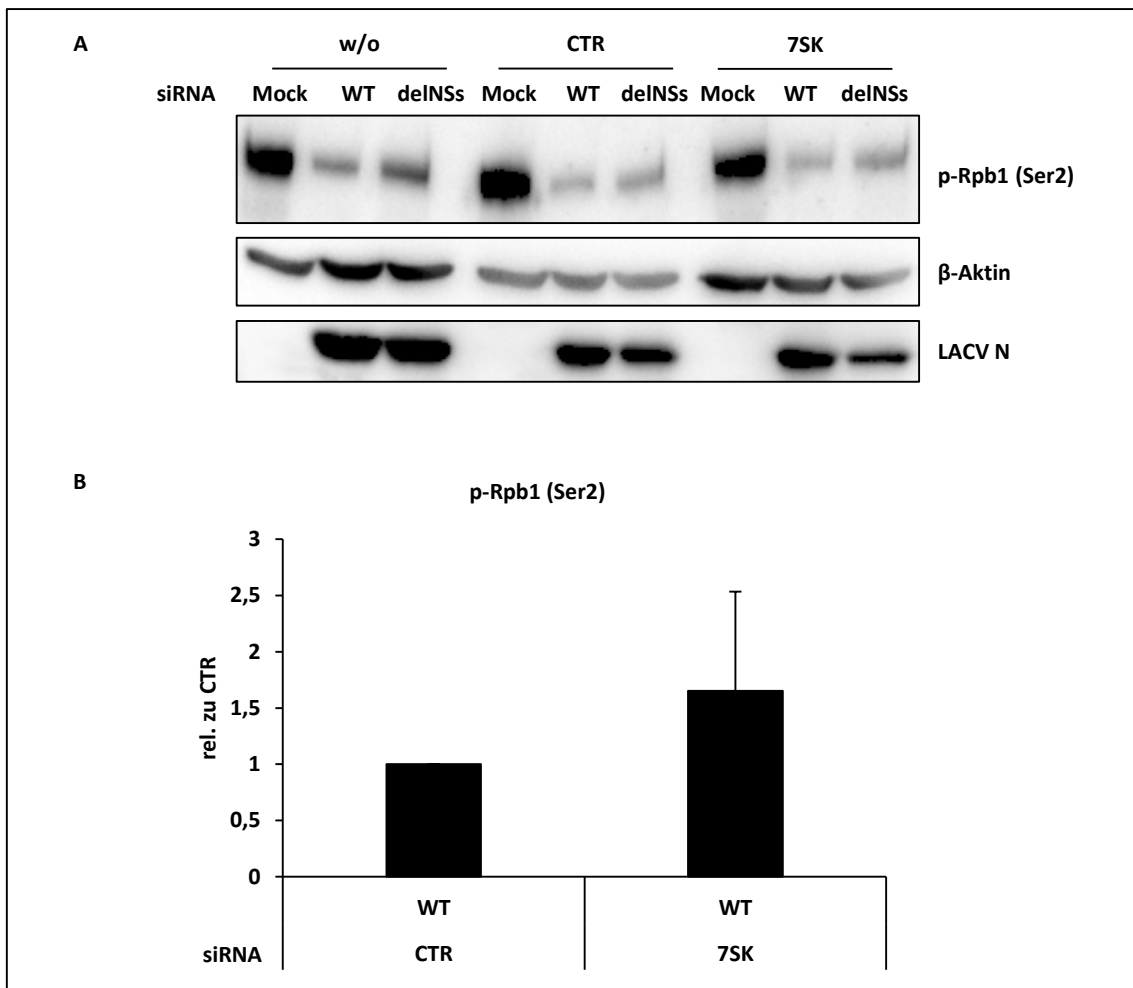 A
w/o CTR 7SK
siRNA Mock WT delNSs Mock WT delNSs Mock WT delNSs
p-Rpb1 (Ser2)
β-Aktin
LACV N
B
p-Rpb1 (Ser2)
rel. zu CTR
3
2,5
2
1,5
1
0,5
0
WT WT
siRNA CTR 7SK